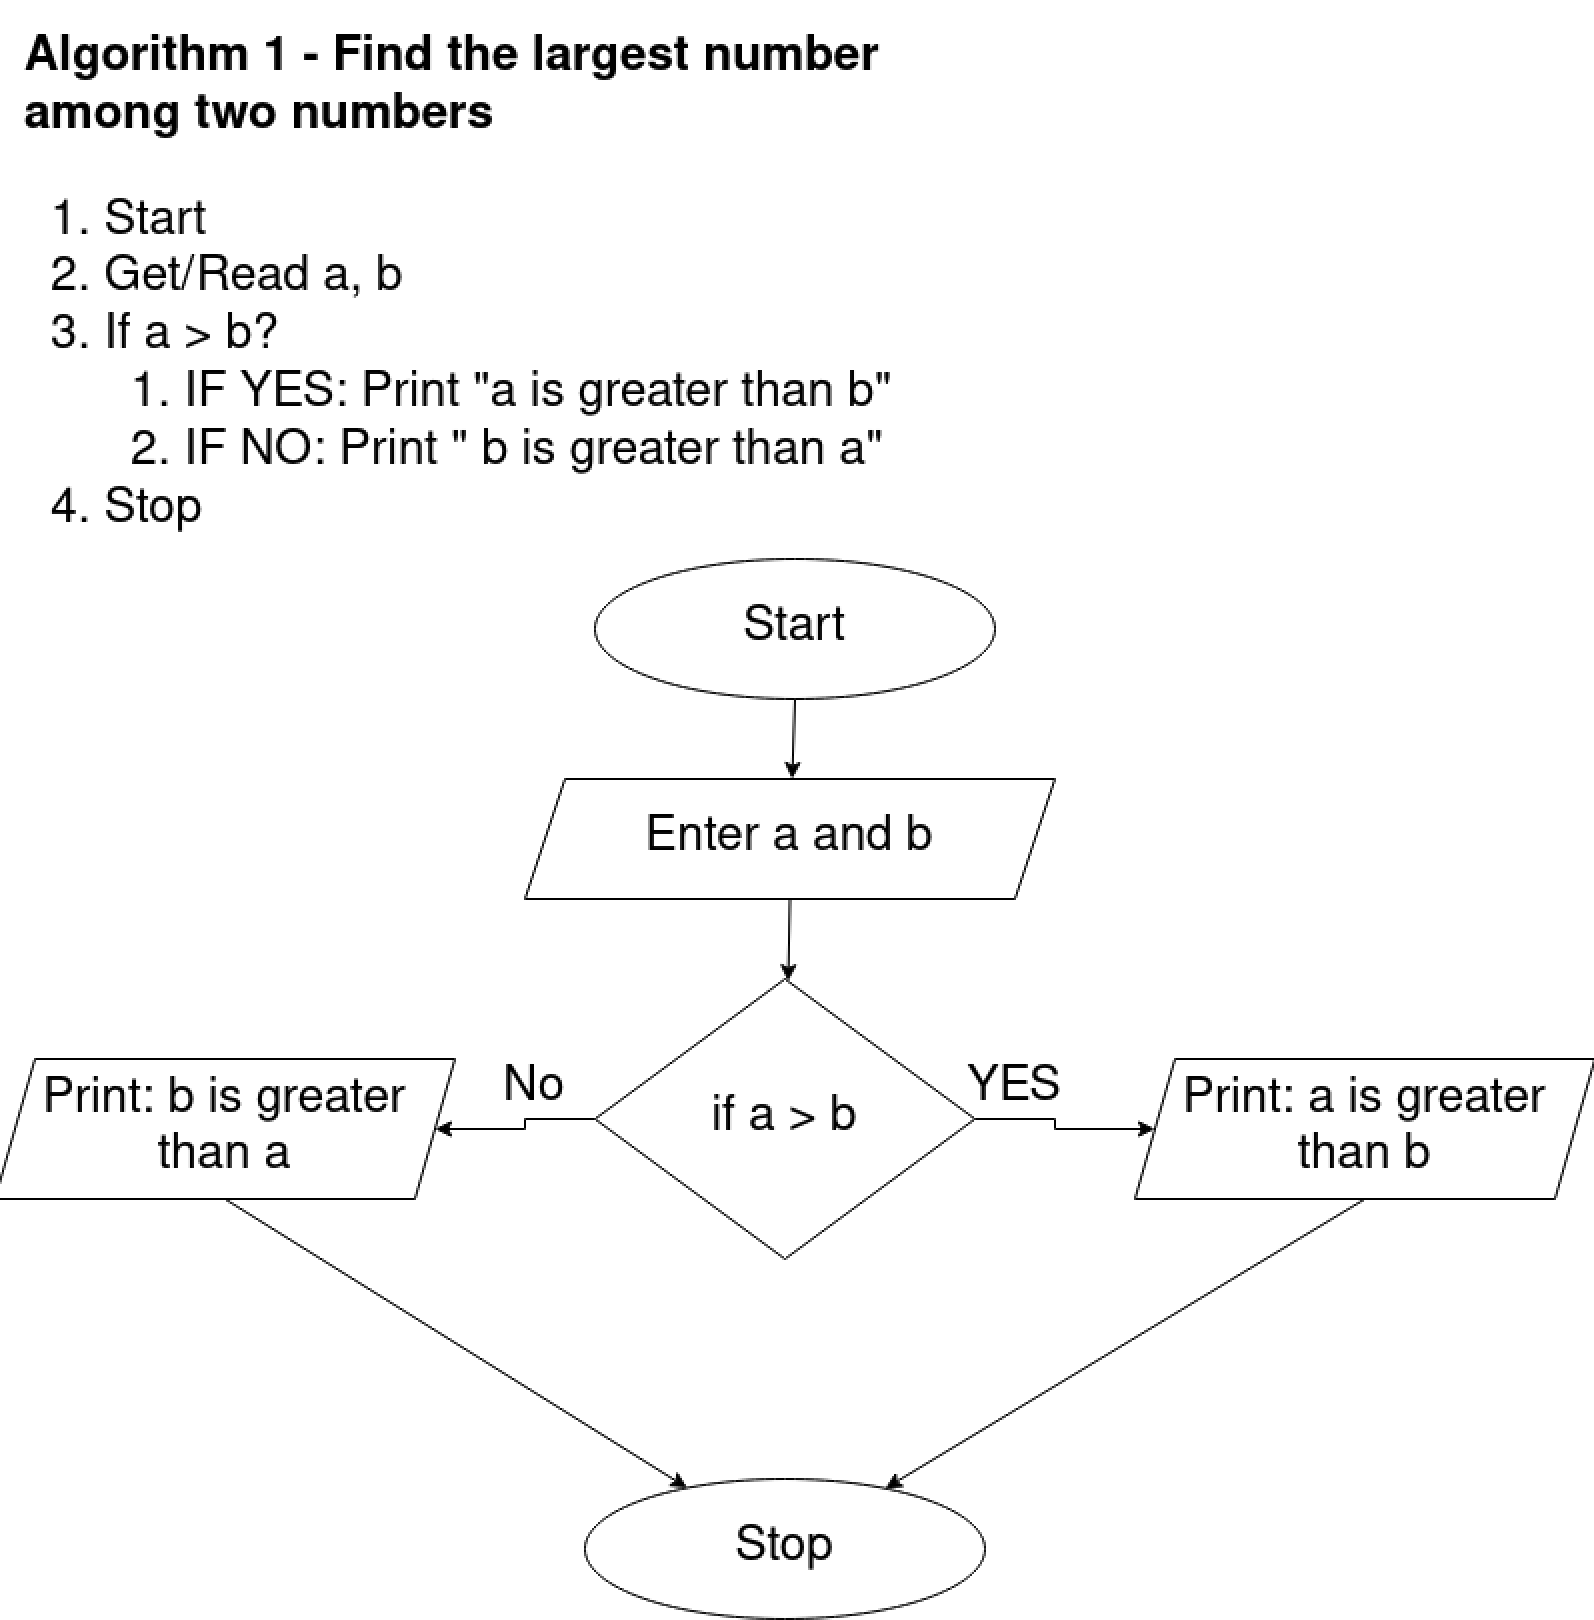 Algorithm 1 - Find the largest number
among two numbers
1. Start
2. Get/Read a, b
3. If a > b?
1. IF YES: Print "a is greater than b"
2. IF NO: Print " b is greater than a"
4. Stop
Start
Enter a and b
No
if a > b
YES
Print: b is greater
than a
Print: a is greater
than b
Stop